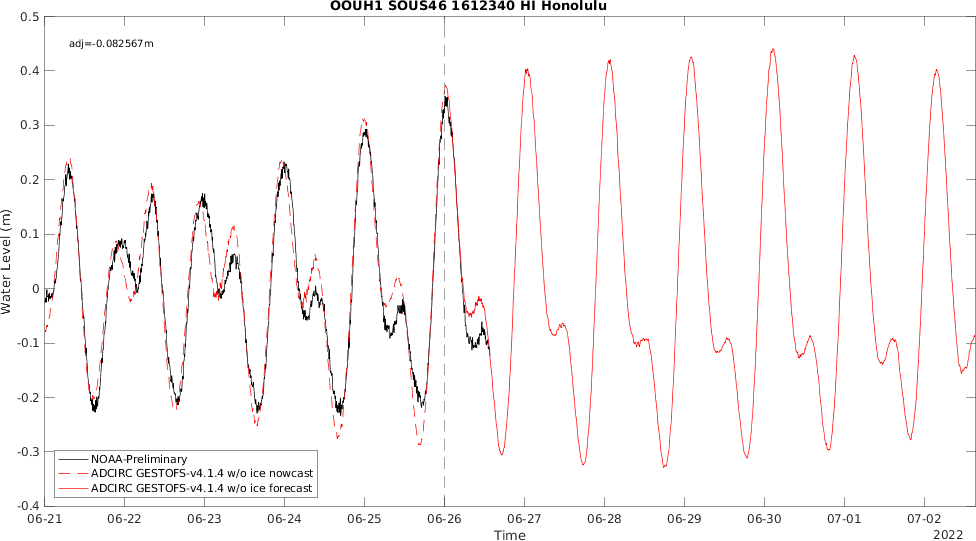 OOUH1 SOUS46 1612340 HI Honolulu
adj=-0.082567m
0.5
0.4
0.3
0.2
0.1
0
-0.1
-0.2
-0.3
-0.4
Water Level (m)
NOAA-Preliminary
ADCIRC GESTOFS-v4.1.4 w/o ice nowcast
ADCIRC GESTOFS-v4.1.4 w/o ice forecast
06-21 06-22 06-23 06-24 06-25 06-26 06-27 06-28 06-29 06-30 07-01 07-02
Time
2022